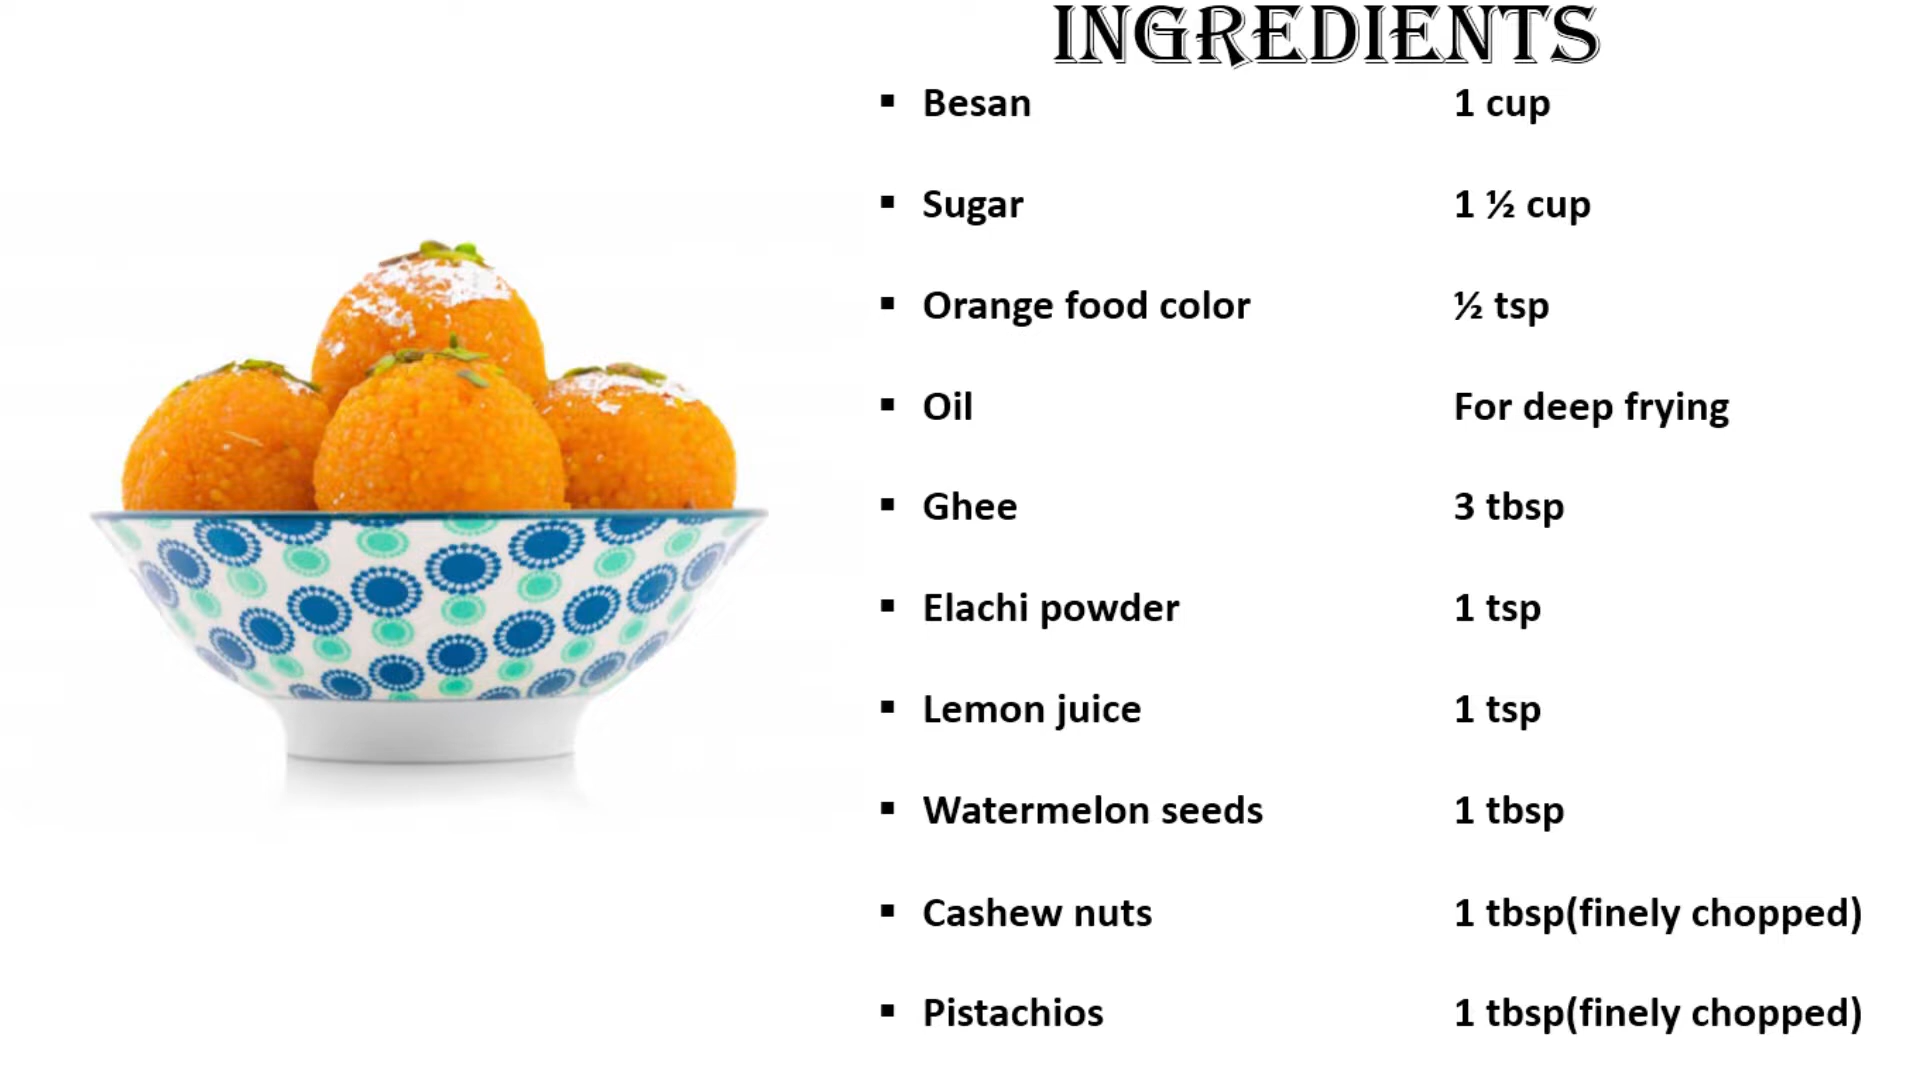 INGREDIENTS
▪ Besan 1 cup
▪ Sugar 1 ½ cup
▪ Orange food color ½ tsp
▪ Oil For deep frying
▪ Ghee 3 tbsp
▪ Elachi powder 1 tsp
▪ Lemon juice 1 tsp
▪ Watermelon seeds 1 tbsp
▪ Cashew nuts 1 tbsp(finely chopped)
▪ Pistachios 1 tbsp(finely chopped)